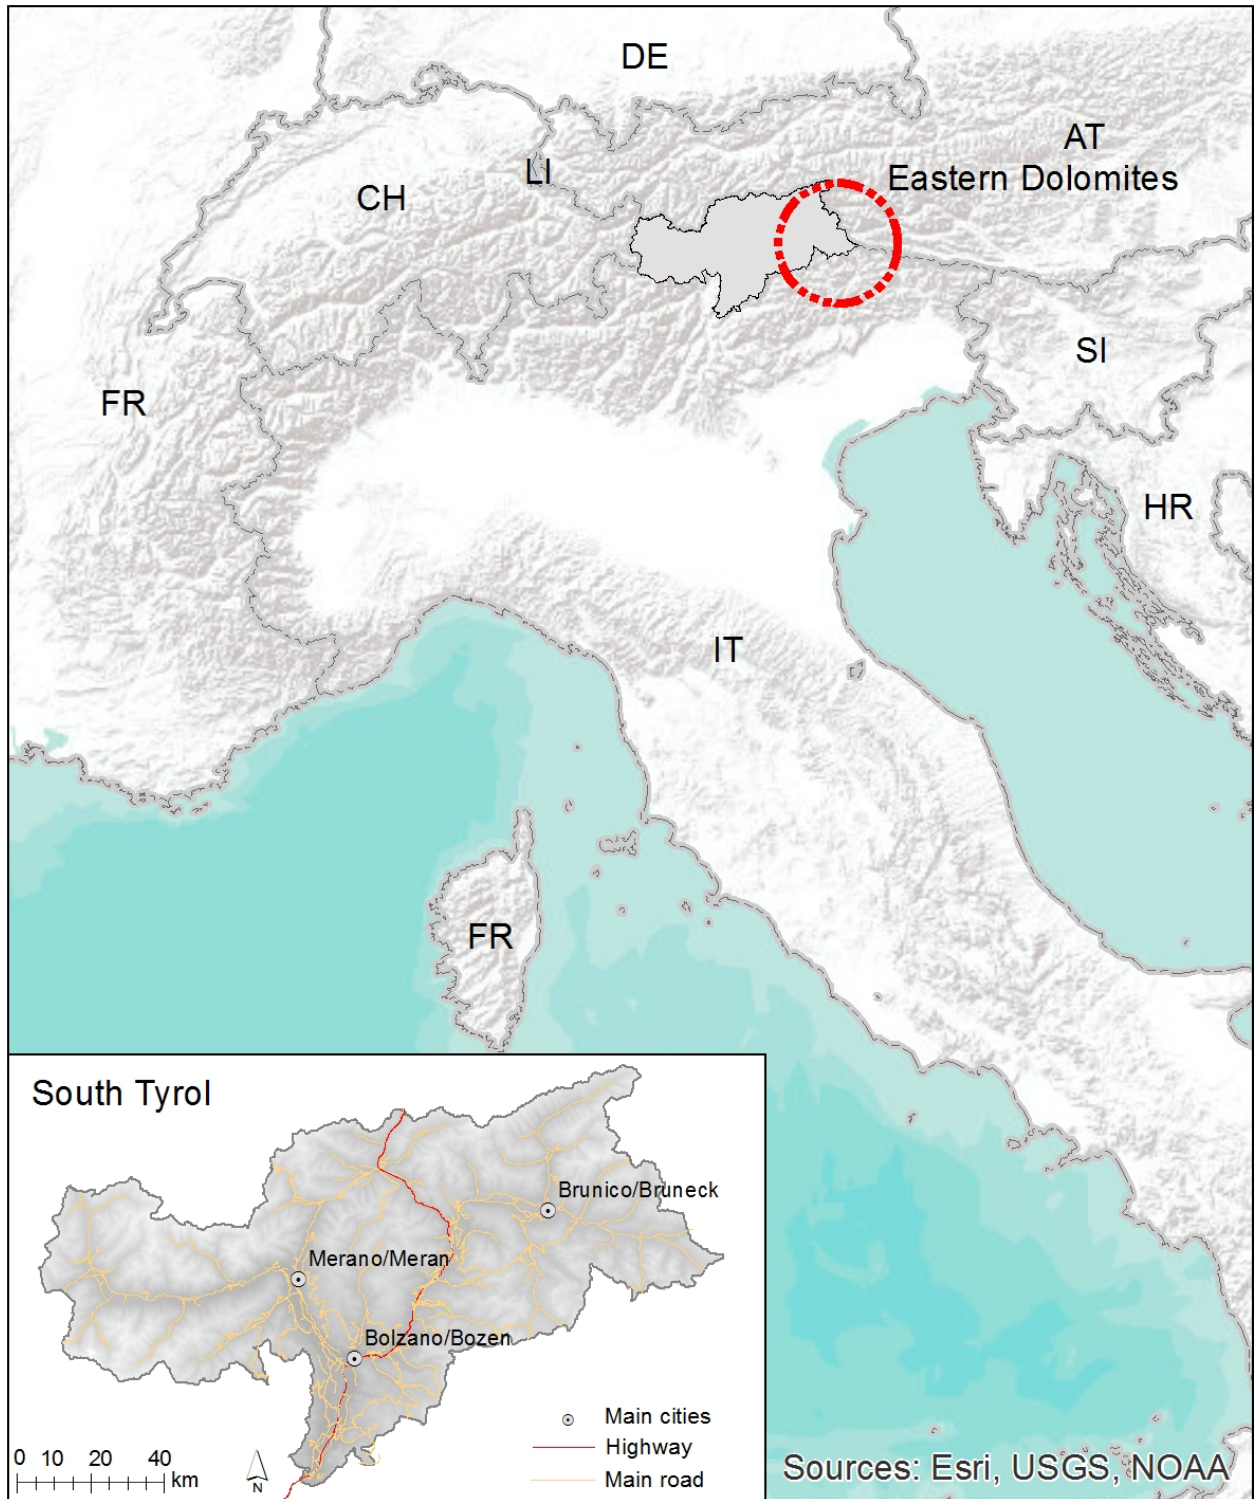 DE
AT
Eastern Dolomites
LI
CH
SI
FR
HR
IT
FR
South Tyrol
Brunico/Bruneck
Merano/Meran
Bolzano/Bozen
Main cities
Highway
Main road
0 10 20 40
km
N
Sources: Esri, USGS, NOAA